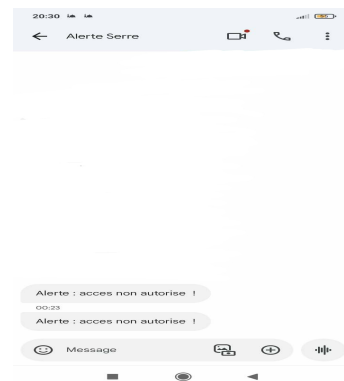 20:30
Alerte Serre
Alerte : acces non autorise !
00:23
Alerte : acces non autorise !
Message